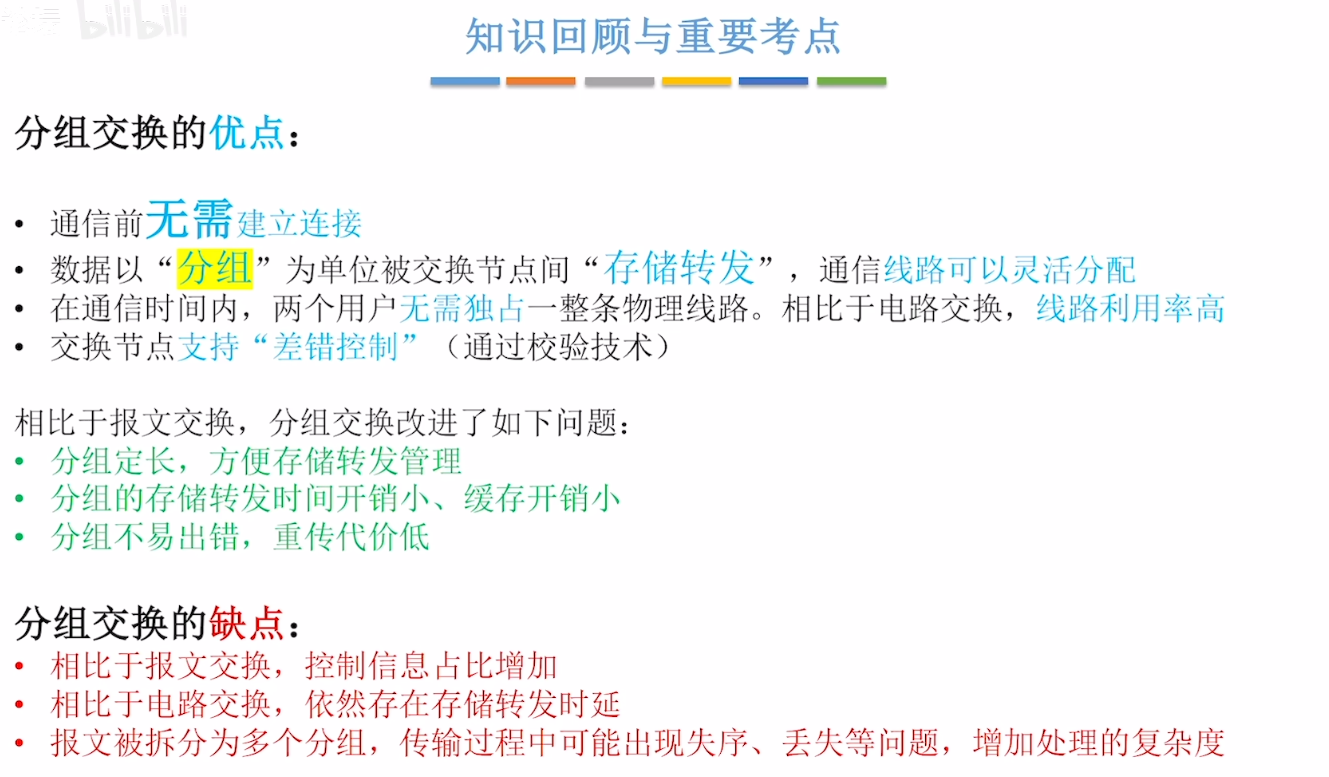 bilibili
知识回顾与重要考点
分组交换的优点：
• 通信前无需建立连接
• 数据以“分组”为单位被交换节点间“存储转发”，通信线路可以灵活分配
• 在通信时间内，两个用户无需独占一整条物理线路。相比于电路交换，线路利用率高
• 交换节点支持“差错控制”（通过校验技术）
相比于报文交换，分组交换改进了如下问题：
• 分组定长，方便存储转发管理
• 分组的存储转发时间开销小、缓存开销小
• 分组不易出错，重传代价低
分组交换的缺点：
• 相比于报文交换，控制信息占比增加
• 相比于电路交换，依然存在存储转发时延
• 报文被拆分为多个分组，传输过程中可能出现失序、丢失等问题，增加处理的复杂度